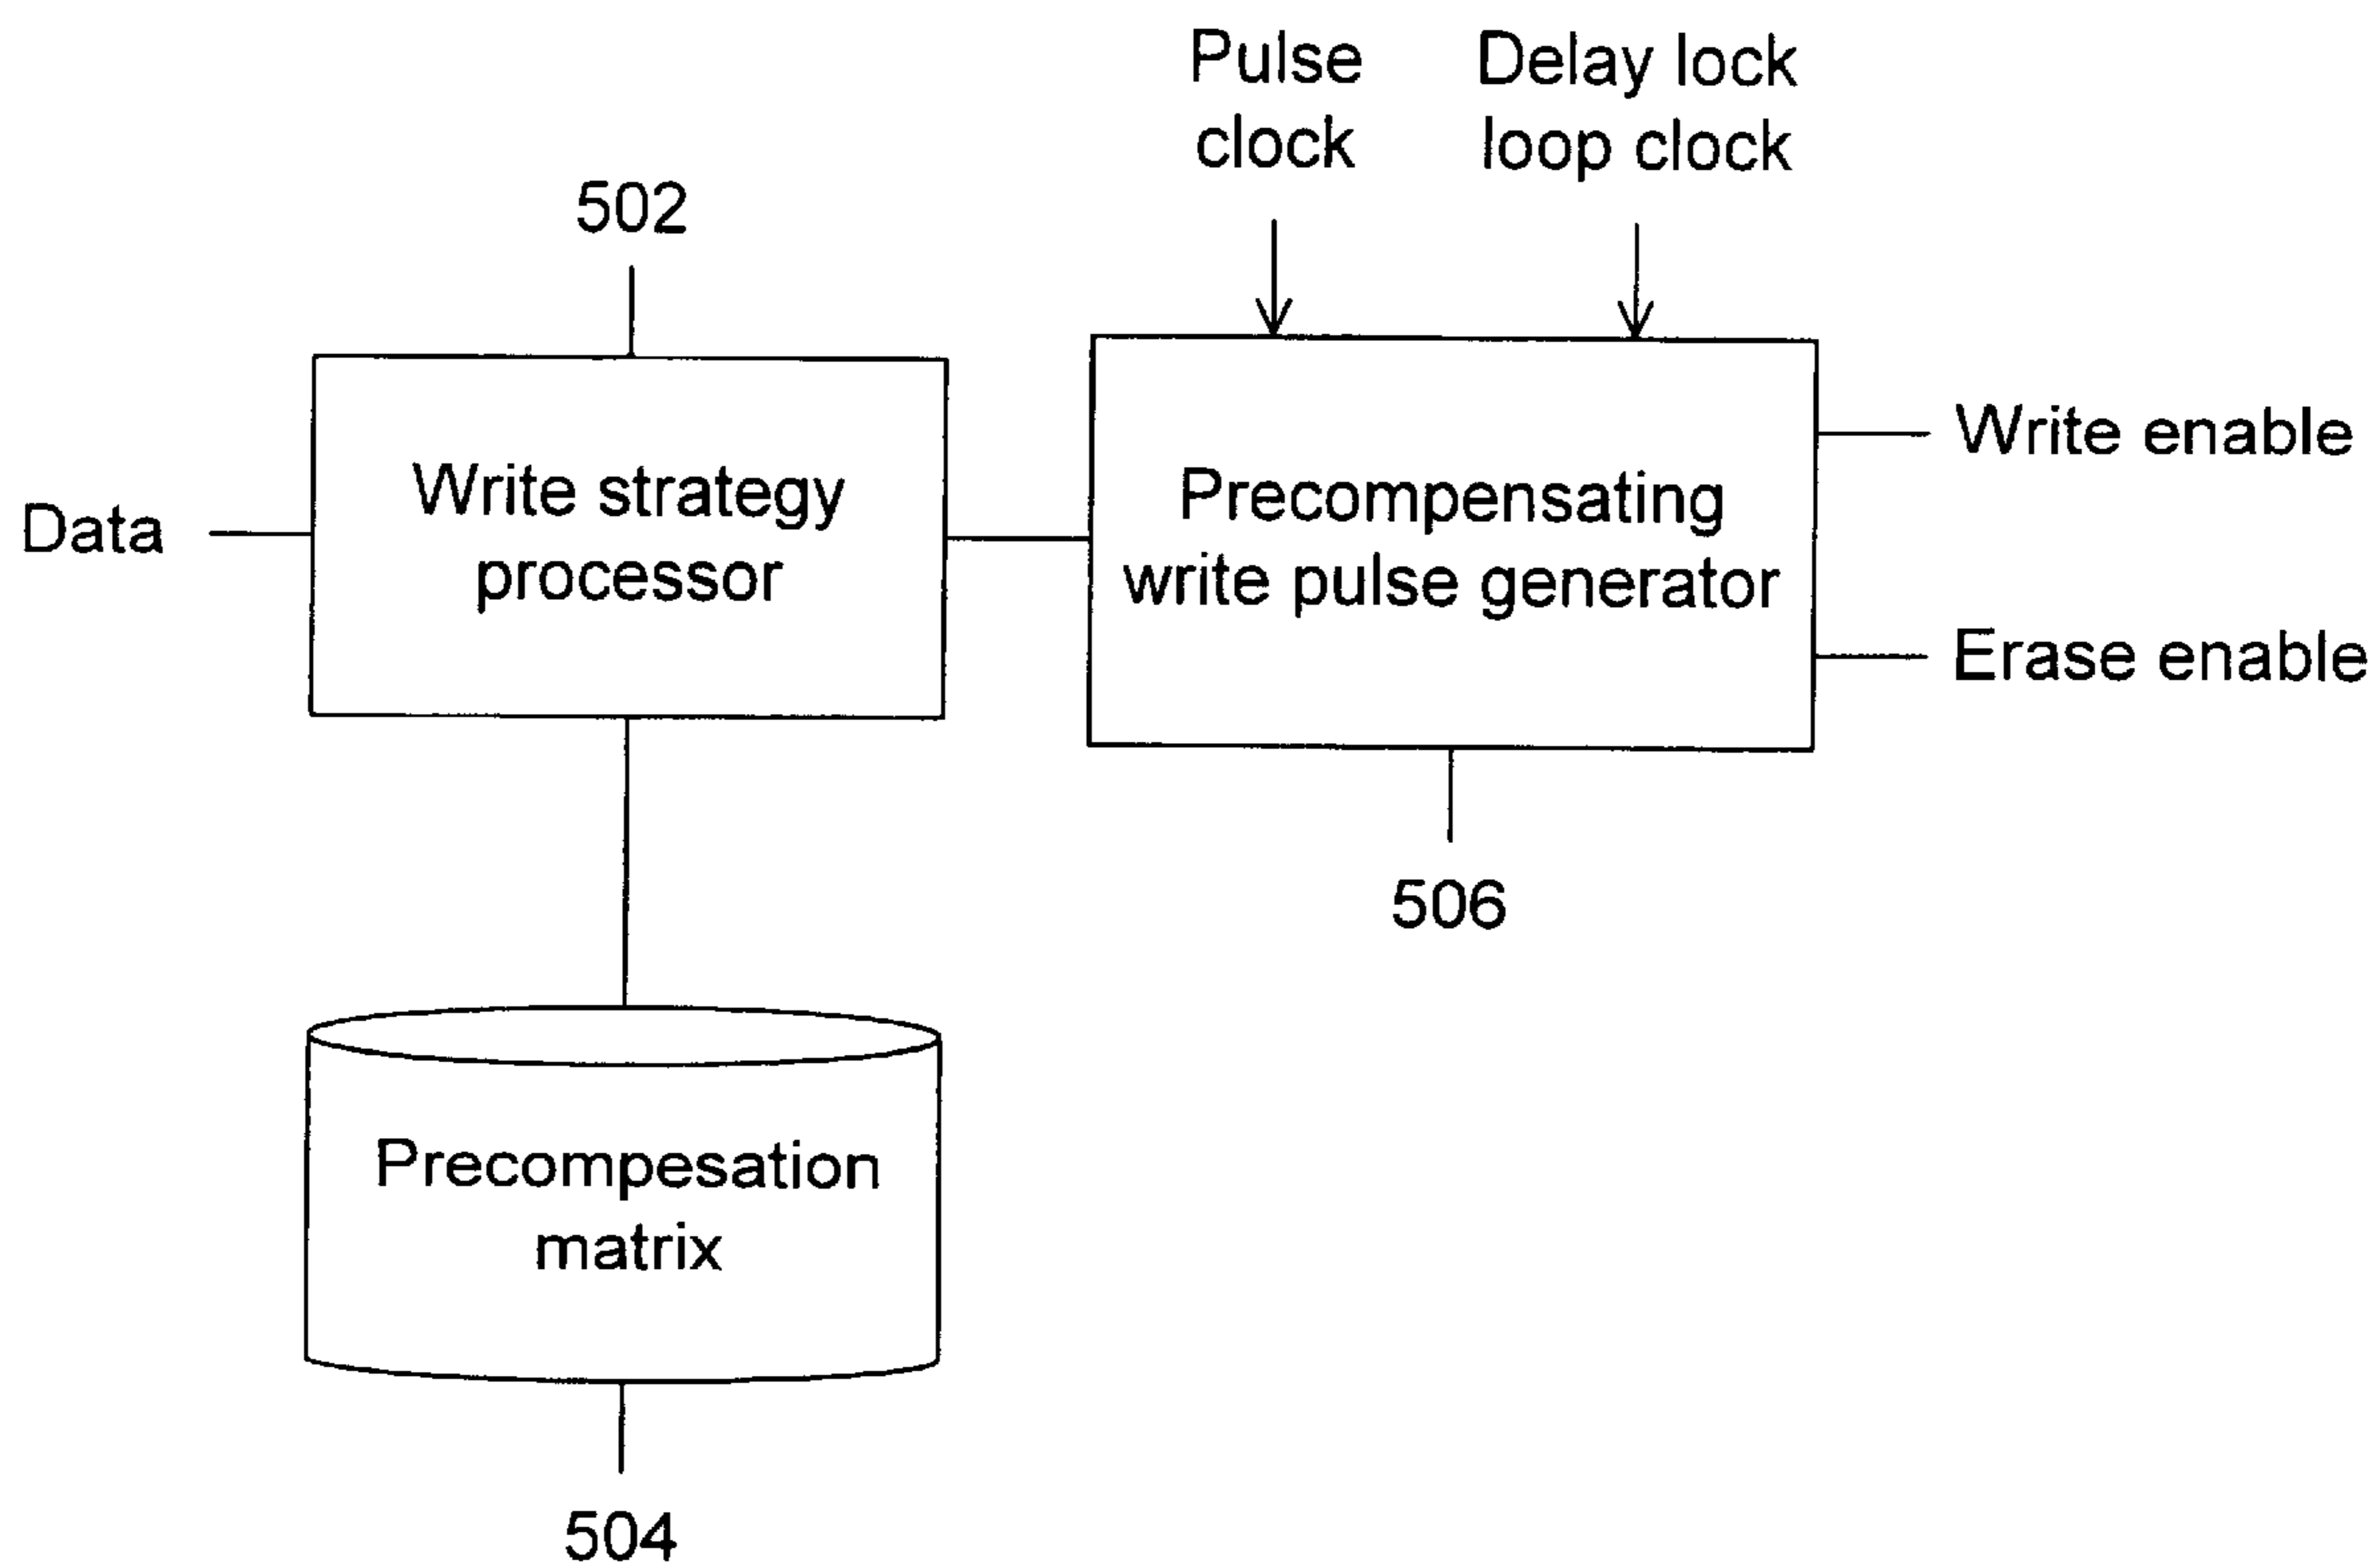 Pulse
clock
Delay lock
loop clock
502
Write strategy
processor
Data
Precompensating
write pulse generator
Write enable
Erase enable
506
Precompesation
matrix
504